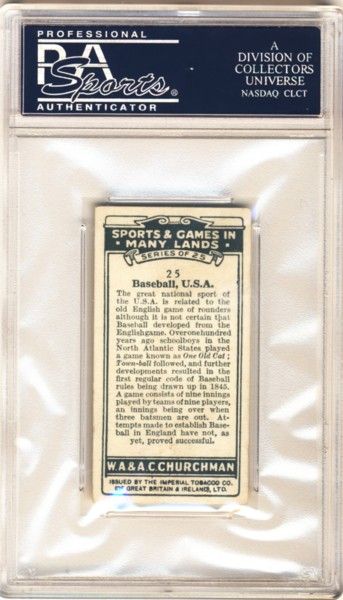 PROFESSIONAL
PSA
Sports
AUTHENTICATOR
A
DIVISION OF
COLLECTORS
UNIVERSE
NASDAQ CLCT
SPORTS & GAMES IN
MANY LANDS
SERIES OF 25
25
Baseball, U.S.A.
The great national sport of
the U.S.A. is related to the
old English game of rounders
although it is not certain that
Baseball developed from the
English game. Over one hundred
years ago schoolboys in the
North Atlantic States played
a game known as One Old Cat;
Town-ball followed, and further
developments resulted in the
first regular code of Baseball
rules being drawn up in 1845.
A game consists of nine innings
played by teams of nine players,
an innings being over when
three batsmen are out. At-
tempts made to establish Base-
ball in England have not, as
yet, proved successful.
W.A & A.C. CHURCHMAN
ISSUED BY THE IMPERIAL TOBACCO CO.
(OF GREAT BRITAIN & IRELAND), LTD.